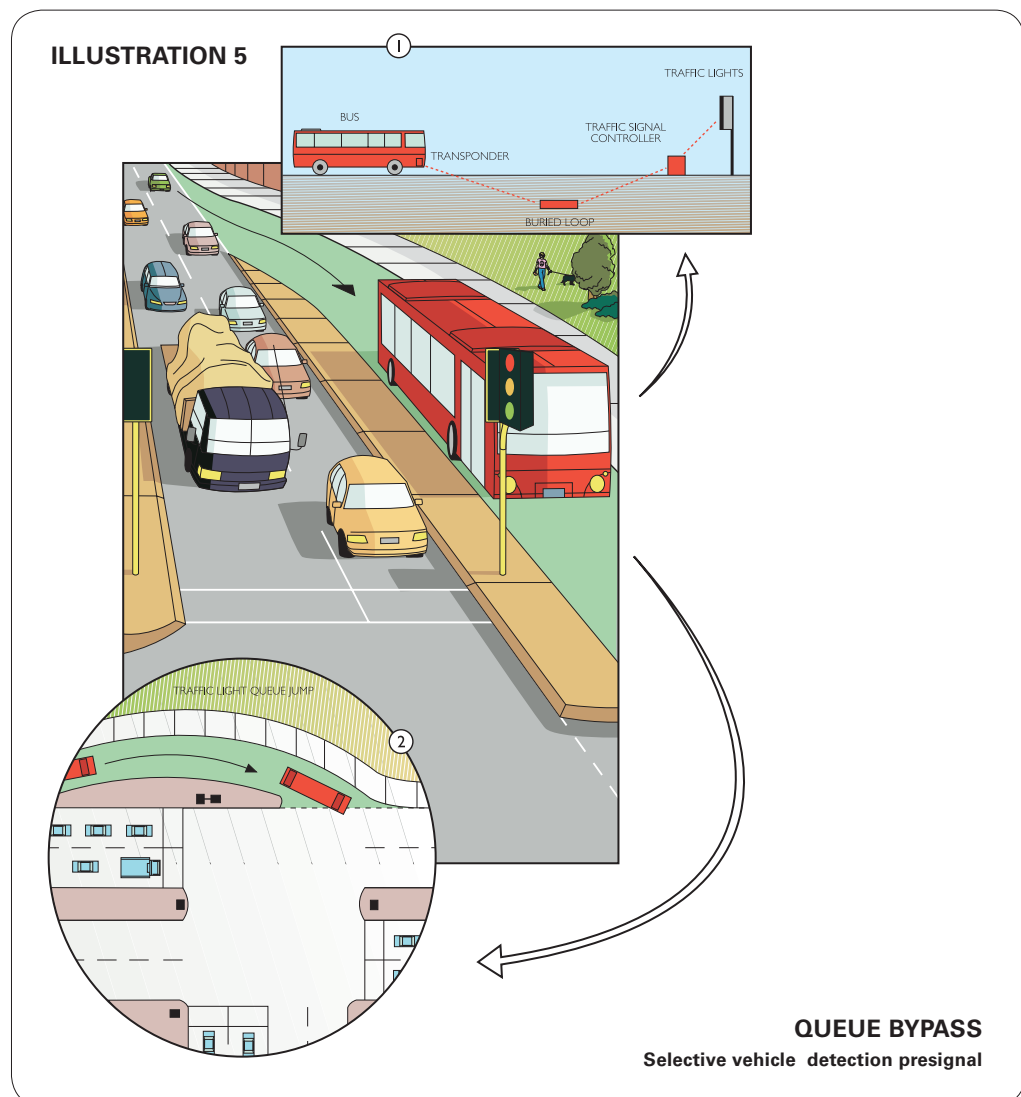 ILLUSTRATION 5
1
TRAFFIC LIGHTS
BUS
TRAFFIC SIGNAL
CONTROLLER
TRANSPONDER
BURIED LOOP
TRAFFIC LIGHT QUEUE JUMP
2
QUEUE BYPASS
Selective vehicle detection presignal